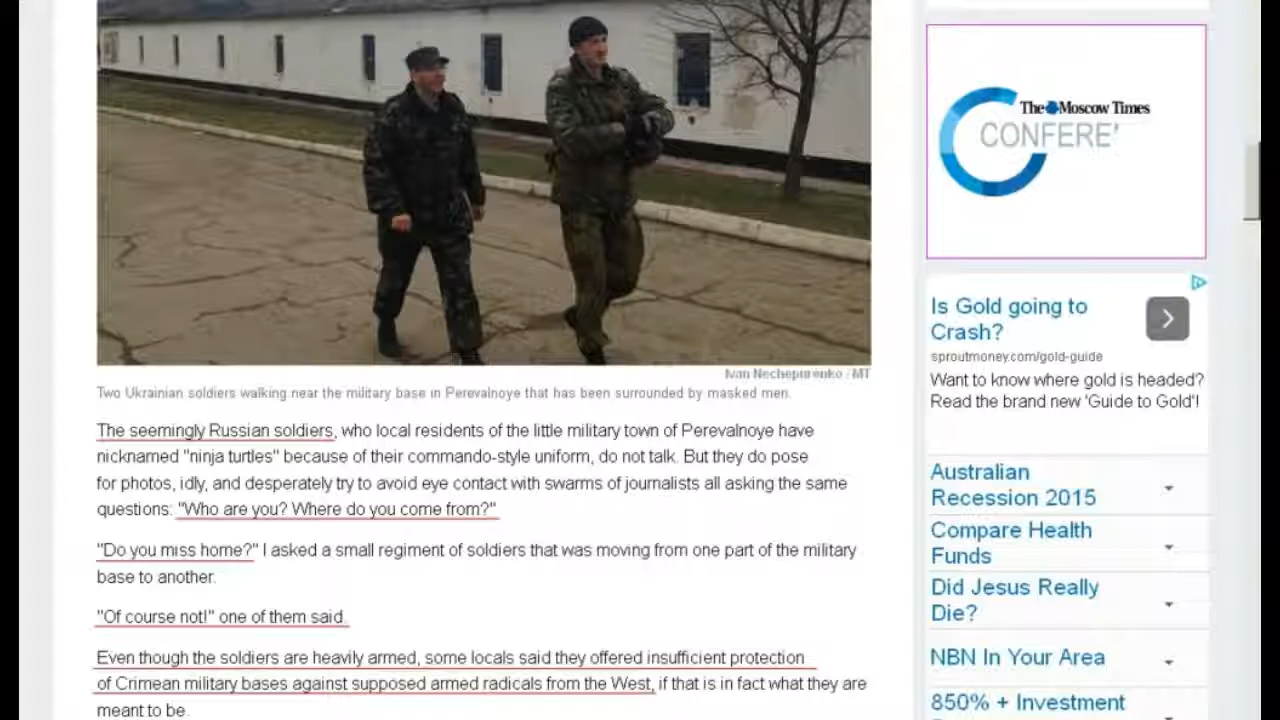 Ivan Nechepurenko / MT
Two Ukrainian soldiers walking near the military base in Perevalnoye that has been surrounded by masked men.
The seemingly Russian soldiers, who local residents of the little military town of Perevalnoye have
nicknamed "ninja turtles" because of their commando-style uniform, do not talk. But they do pose
for photos, idly, and desperately try to avoid eye contact with swarms of journalists all asking the same
questions: "Who are you? Where do you come from?"
"Do you miss home?" I asked a small regiment of soldiers that was moving from one part of the military
base to another.
"Of course not!" one of them said.
Even though the soldiers are heavily armed, some locals said they offered insufficient protection
of Crimean military bases against supposed armed radicals from the West, if that is in fact what they are
meant to be.
The Moscow Times
CONFERE
Is Gold going to
Crash?
sproutmoney.com/gold-guide
Want to know where gold is headed?
Read the brand new 'Guide to Gold'!
Australian
Recession 2015
Compare Health
Funds
Did Jesus Really
Die?
NBN In Your Area
850% + Investment